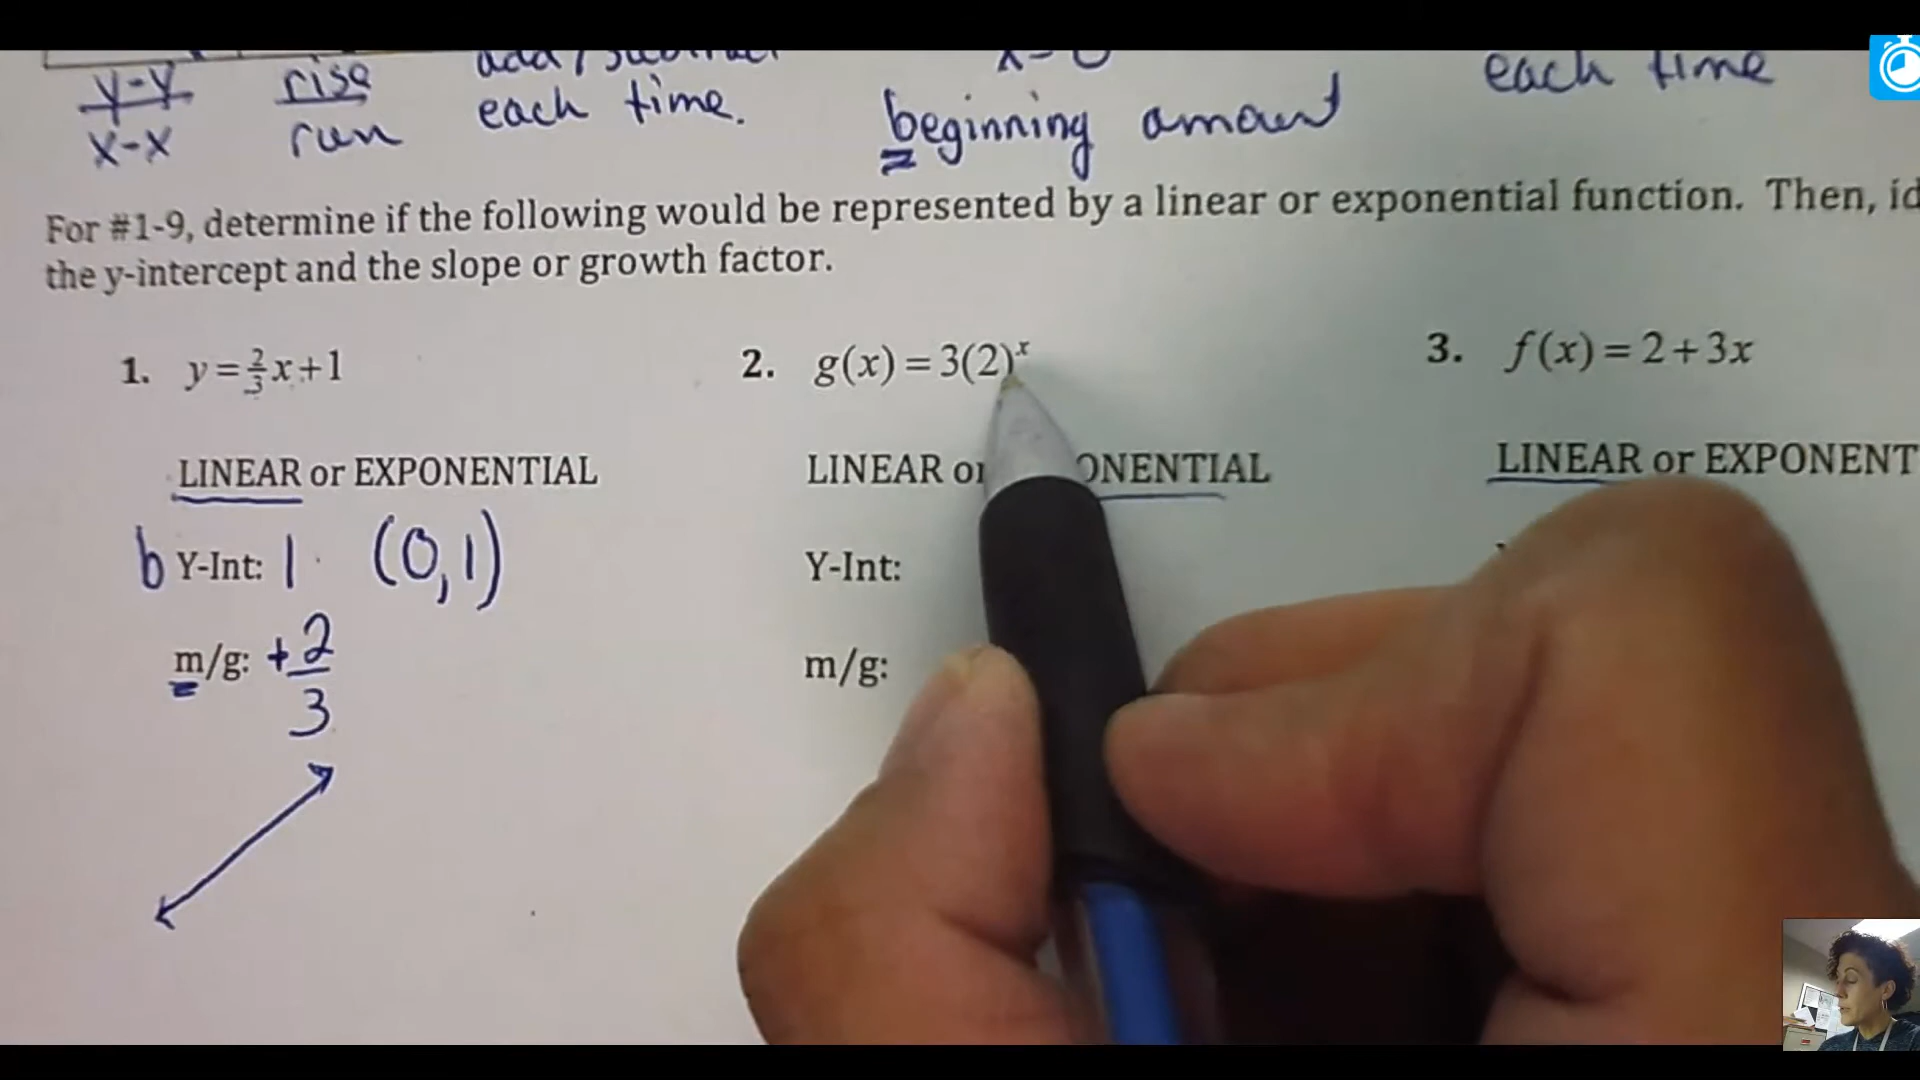 y-y rise add/subtract x=0 each time
x-x run each time. beginning amount
For #1-9, determine if the following would be represented by a linear or exponential function. Then,
the y-intercept and the slope or growth factor.
1. y=⅔x+1 2. g(x)=3(2)ˣ 3. f(x)=2+3x
LINEAR or EXPONENTIAL LINEAR ONENTIAL LINEAR or EXPONENT
b Y-Int: 1 (0,1) Y-Int:
m/g: +2/3 m/g: